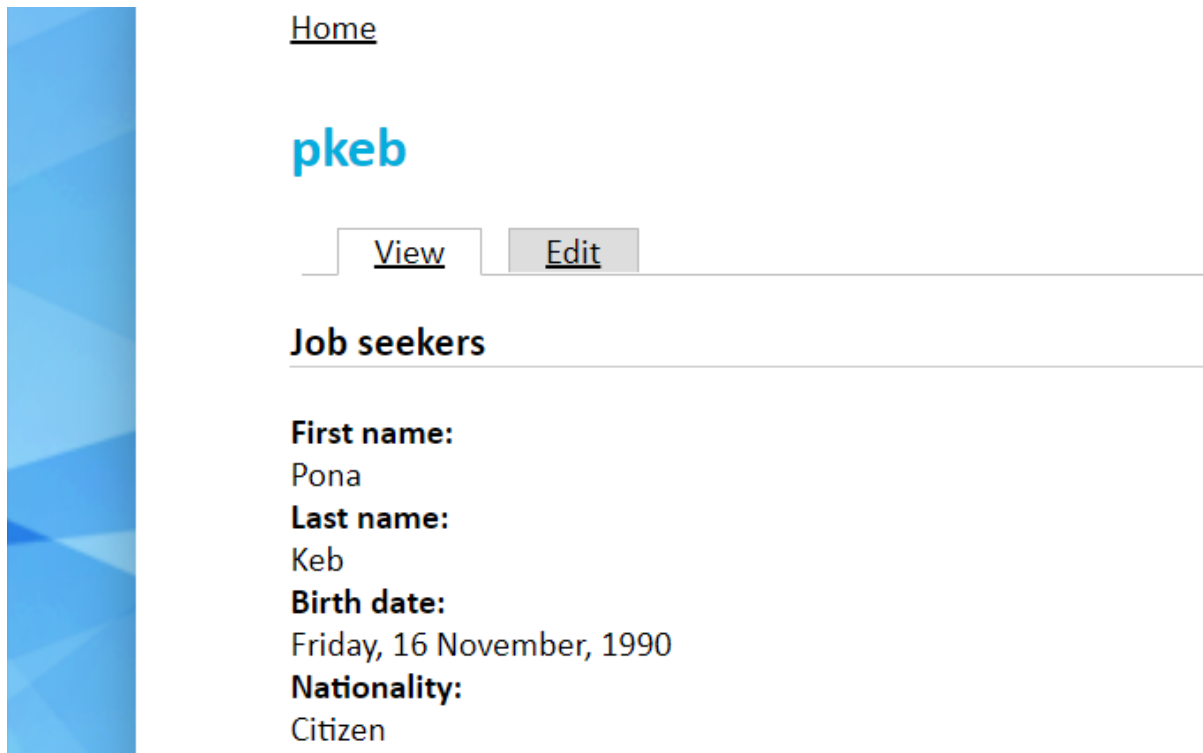 Home
pkeb
View Edit
Job seekers
First name:
Pona
Last name:
Keb
Birth date:
Friday, 16 November, 1990
Nationality:
Citizen